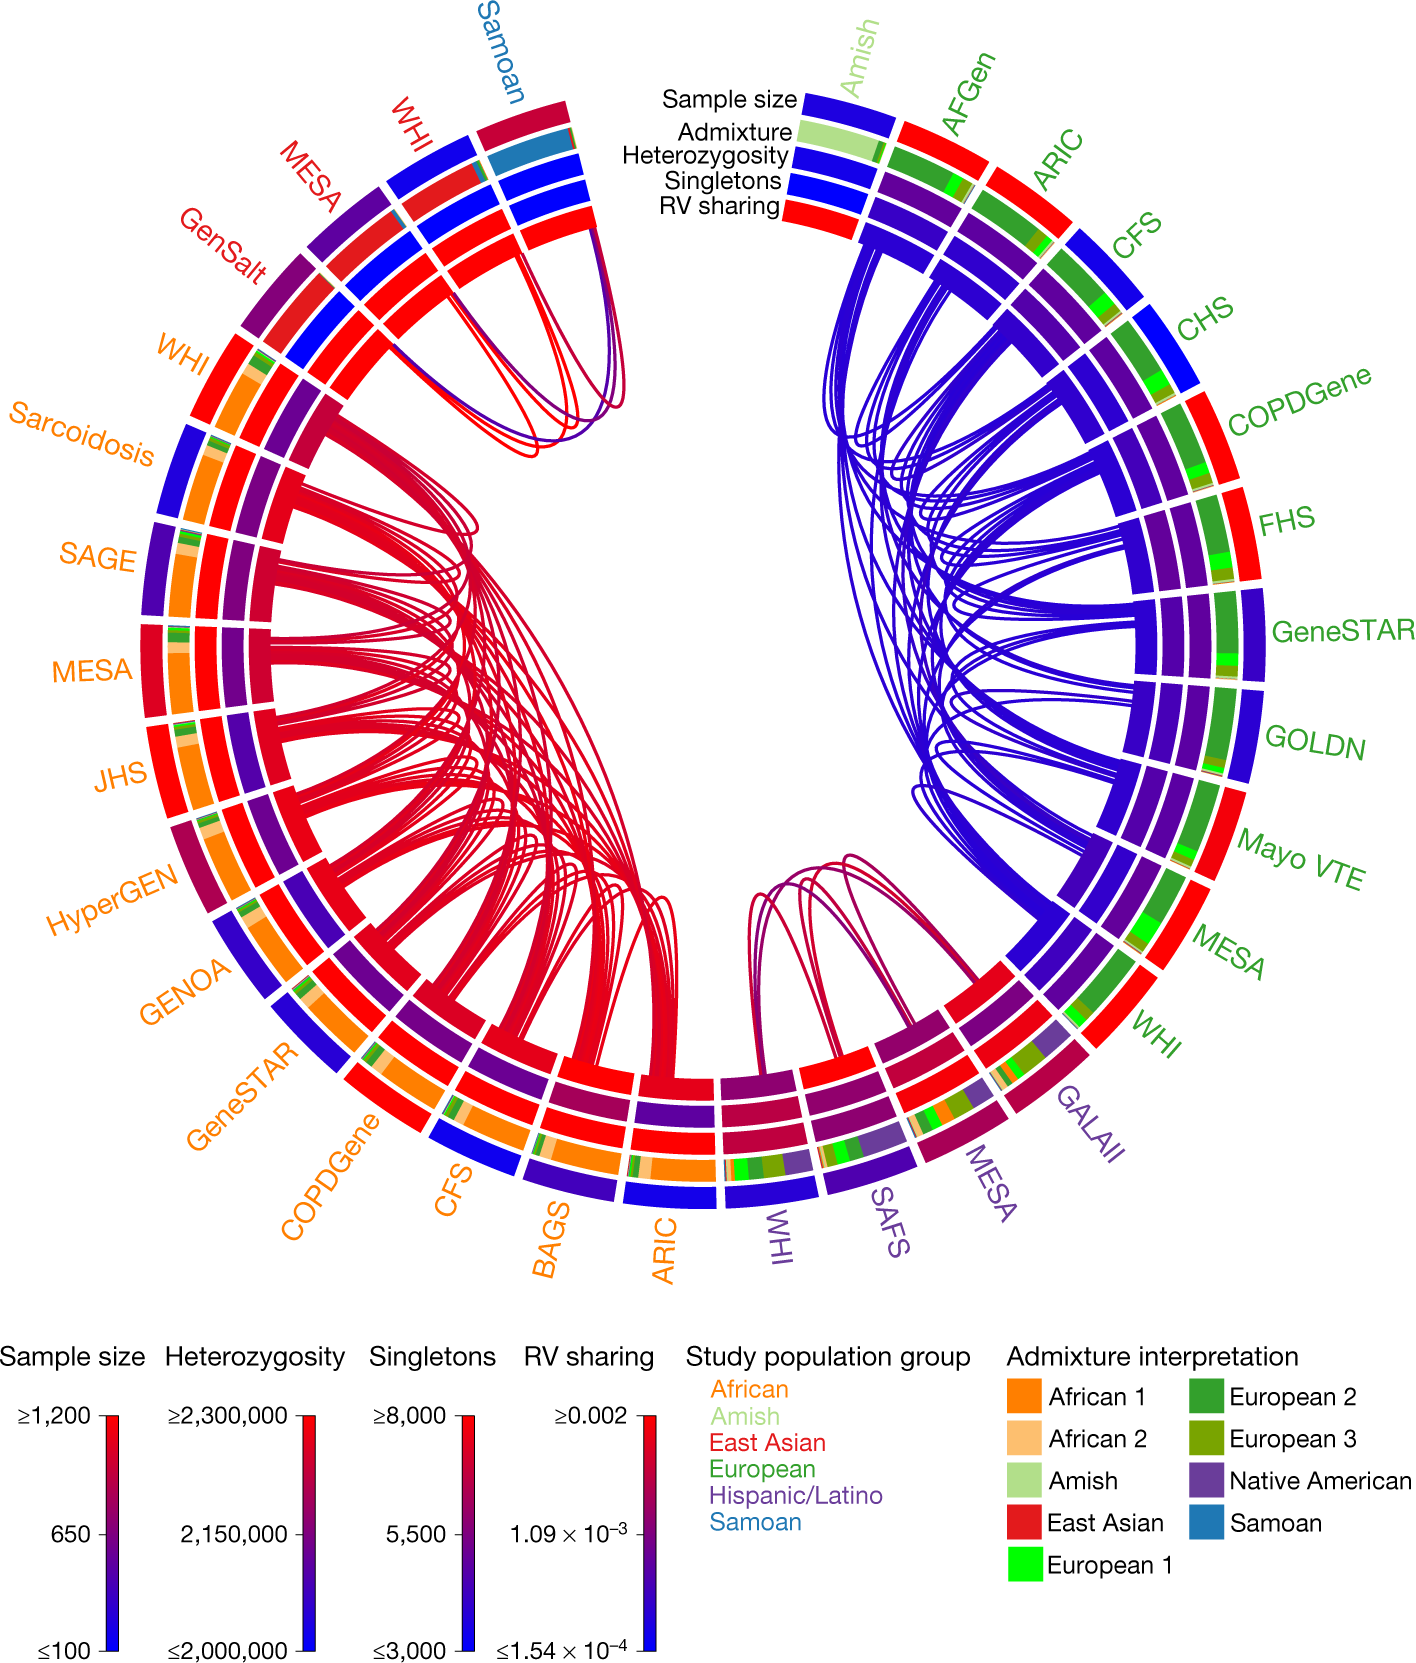 Samoan
WHI
MESA
GenSalt
WHI
Sarcoidosis
SAGE
MESA
JHS
HyperGEN
GENOA
GeneSTAR
COPDGene
CFS
BAGS
ARIC
Sample size
Admixture
Heterozygosity
Singletons
RV sharing
Amish
AFGen
ARIC
CFS
CHS
COPDGene
FHS
GeneSTAR
GOLDN
Mayo VTE
MESA
WHI
GALAII
MESA
SAFS
WHI
Sample size
≥1,200
650
≤100
Heterozygosity
≥2,300,000
2,150,000
≤2,000,000
Singletons
≥8,000
5,500
≤3,000
RV sharing
≥0.002
1.09 × 10⁻³
≤1.54 × 10⁻⁴
Study population group
African
Amish
East Asian
European
Hispanic/Latino
Samoan
Admixture interpretation
African 1
African 2
Amish
East Asian
European 1
European 2
European 3
Native American
Samoan